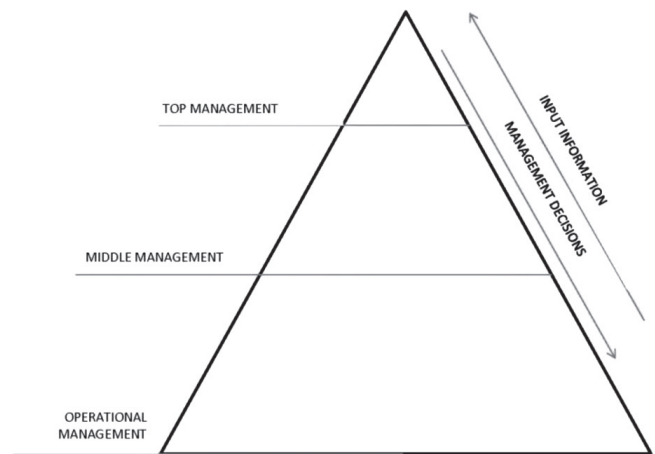 TOP MANAGEMENT
INPUT INFORMATION
MANAGEMENT DECISIONS
MIDDLE MANAGEMENT
OPERATIONAL
MANAGEMENT